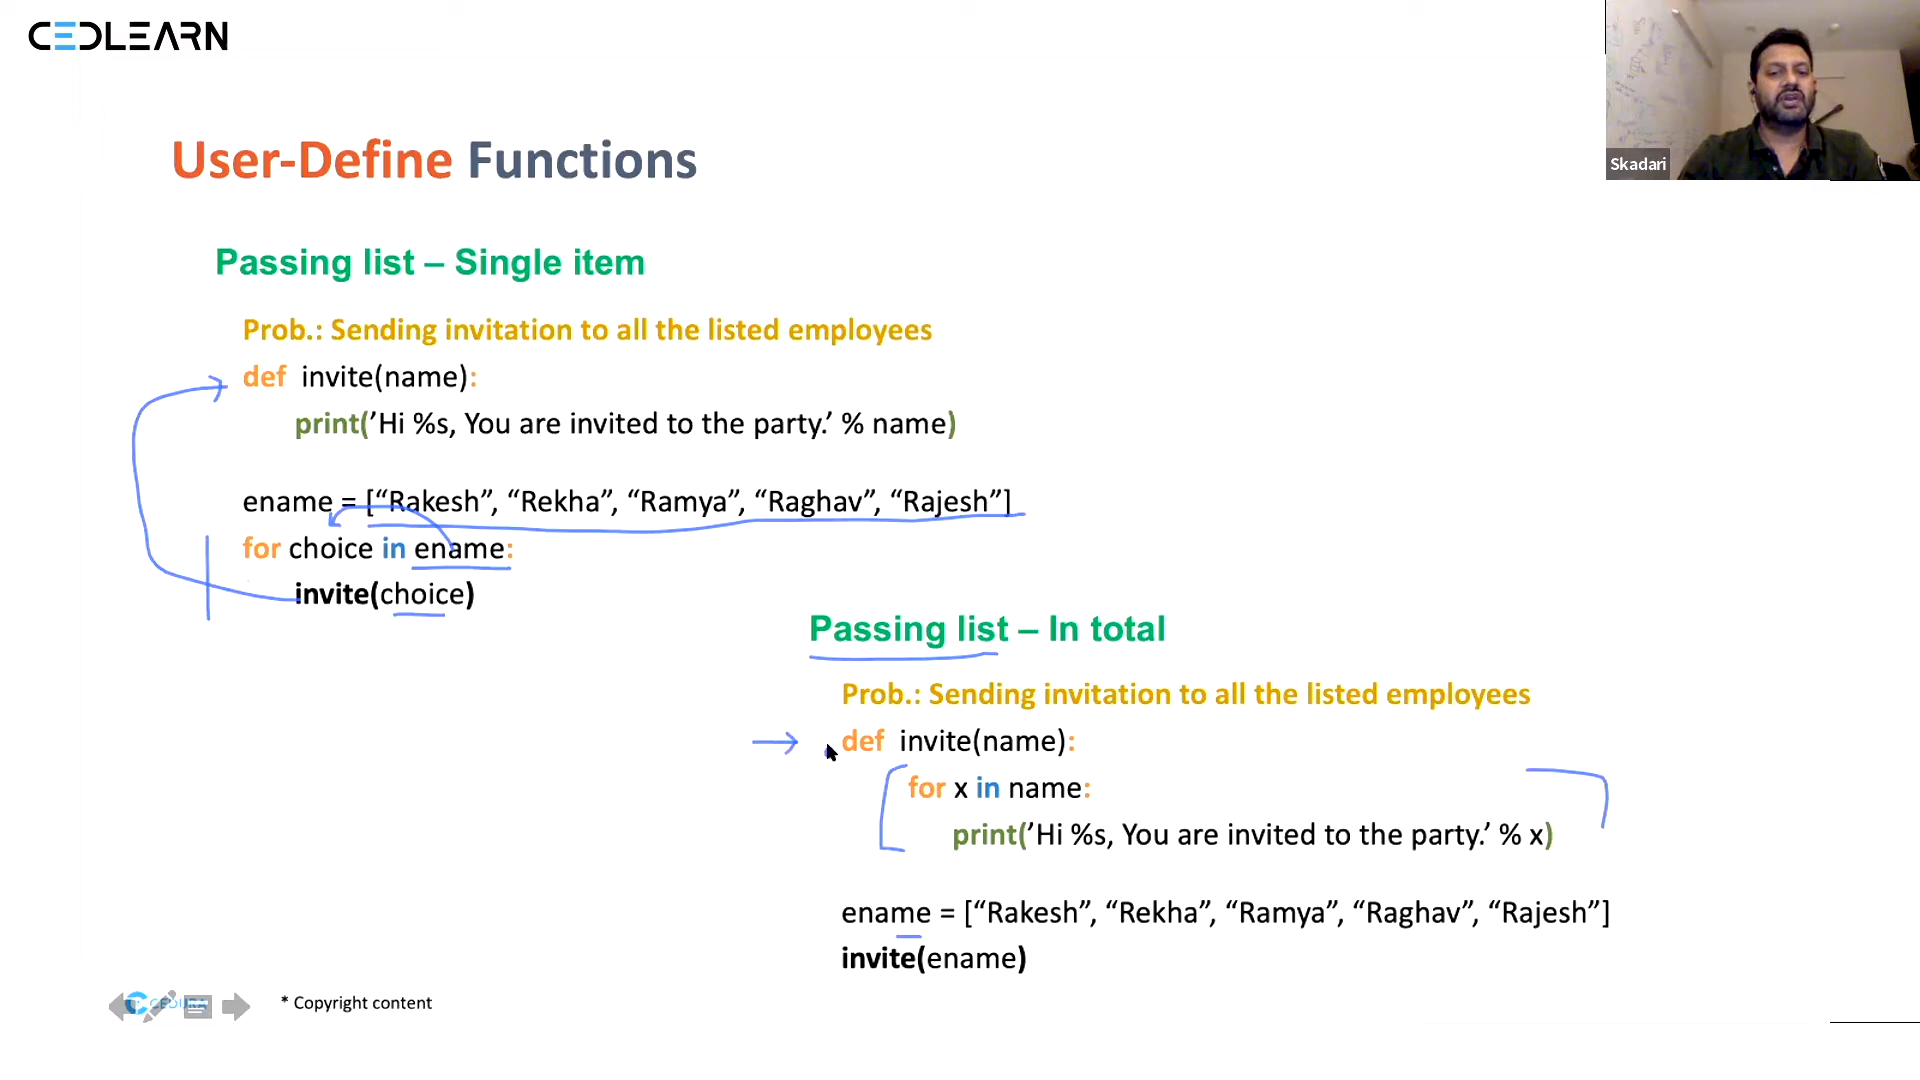 CEDLEARN
Skadari
User-Define Functions
Passing list – Single item
Prob.: Sending invitation to all the listed employees
def invite(name):
print(’Hi %s, You are invited to the party.’ % name)
ename = [“Rakesh”, “Rekha”, “Ramya”, “Raghav”, “Rajesh”]
for choice in ename:
invite(choice)
Passing list – In total
Prob.: Sending invitation to all the listed employees
def invite(name):
for x in name:
print(’Hi %s, You are invited to the party.’ % x)
ename = [“Rakesh”, “Rekha”, “Ramya”, “Raghav”, “Rajesh”]
invite(ename)
* Copyright content